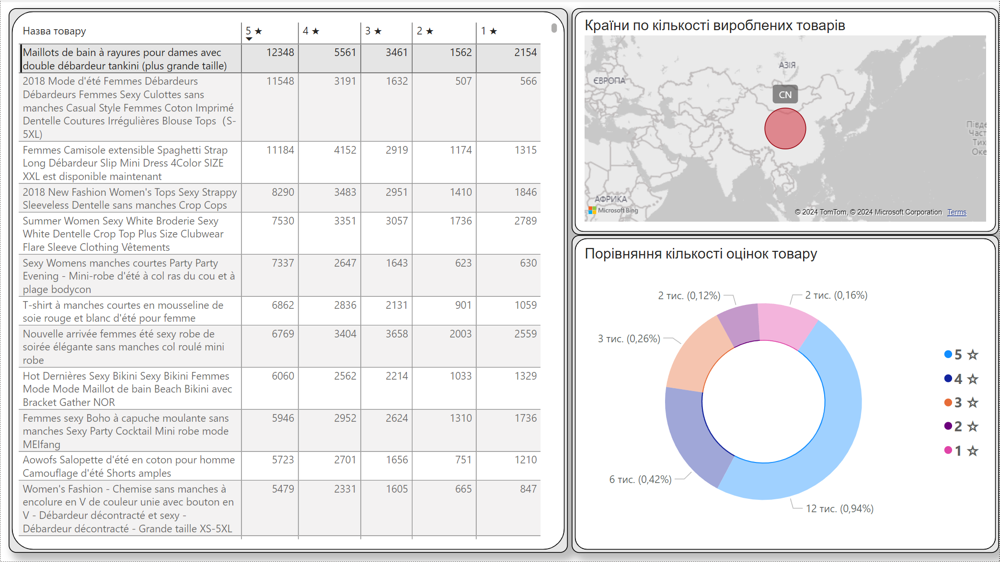 Назва товару 5 ★ 4 ★ 3 ★ 2 ★ 1 ★
Maillots de bain à rayures pour dames avec 12348 5561 3461 1562 2154
double débardeur tankini (plus grande taille)
2018 Mode d'été Femmes Débardeurs 11548 3191 1632 507 566
Débardeurs Femmes Sexy Culottes sans
manches Casual Style Femmes Coton Imprimé
Dentelle Coutures Irrégulières Blouse Tops（S-
5XL)
Femmes Camisole extensible Spaghetti Strap 11184 4152 2919 1174 1315
Long Débardeur Slip Mini Dress 4Color SIZE
XXL est disponible maintenant
2018 New Fashion Women's Tops Sexy Strappy 8290 3483 2951 1410 1846
Sleeveless Dentelle sans manches Crop Cops
Summer Women Sexy White Broderie Sexy 7530 3351 3057 1736 2789
White Dentelle Crop Top Plus Size Clubwear
Flare Sleeve Clothing Vêtements
Sexy Womens manches courtes Party Party 7337 2647 1643 623 630
Evening - Mini-robe d'été à col ras du cou et à
plage bodycon
T-shirt à manches courtes en mousseline de 6862 2836 2131 901 1059
soie rouge et blanc d'été pour femme
Nouvelle arrivée femmes été sexy robe de 6769 3404 3658 2003 2559
soirée élégante sans manches col roulé mini
robe
Hot Dernières Sexy Bikini Sexy Bikini Femmes 6060 2562 2214 1033 1329
Mode Mode Maillot de bain Beach Bikini avec
Bracket Gather NOR
Femmes sexy Boho à capuche moulante sans 5946 2952 2624 1310 1736
manches Sexy Party Cocktail Mini robe mode
MEIfang
Aowofs Salopette d'été en coton pour homme 5723 2701 1656 751 1210
Camouflage d'été Shorts amples
Women's Fashion - Chemise sans manches à 5479 2331 1605 665 847
encolure en V de couleur unie avec bouton en
V - Débardeur décontracté et sexy -
Débardeur décontracté - Grande taille XS-5XL
Країни по кількості вироблених товарів
АЗІЯ
ЄВРОПА
CN
Півде
Част
Тих
Оке
АФРИКА
Microsoft Bing
© 2024 TomTom, © 2024 Microsoft Corporation Terms
Порівняння кількості оцінок товару
2 тис. (0,12%)
2 тис. (0,16%)
3 тис. (0,26%)
6 тис. (0,42%)
12 тис. (0,94%)
5 ☆
4 ☆
3 ☆
2 ☆
1 ☆